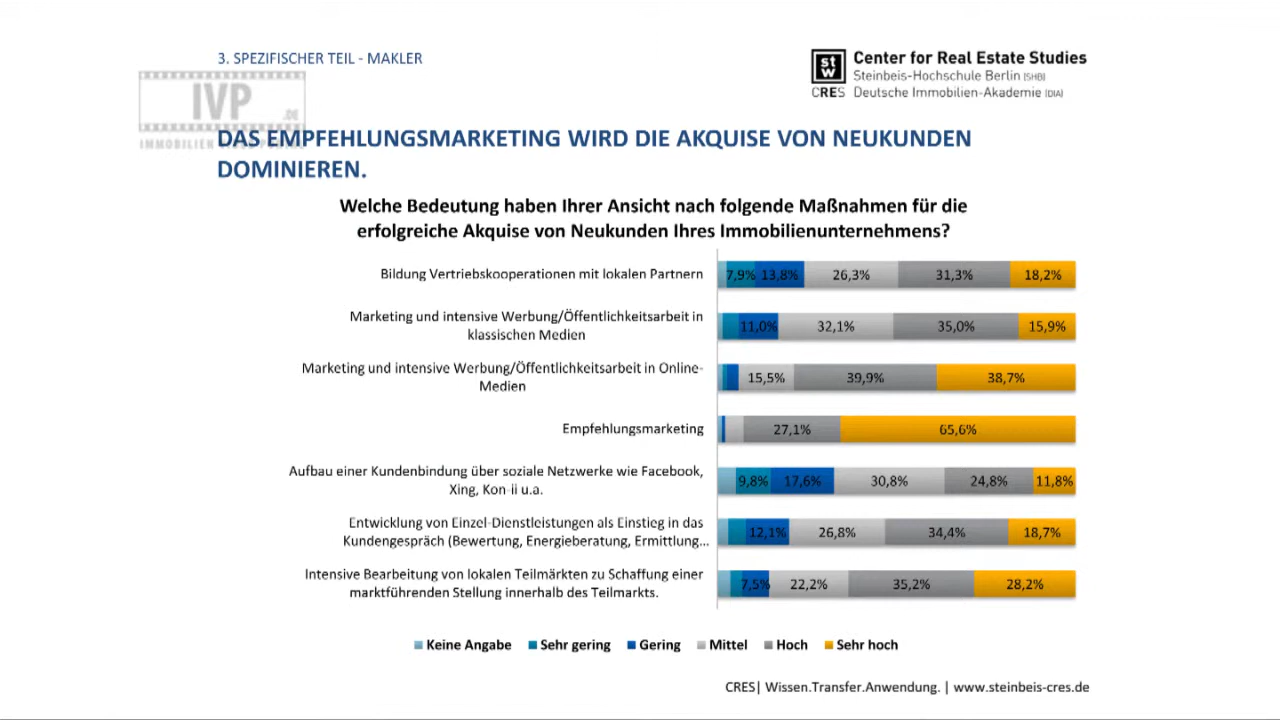 3. SPEZIFISCHER TEIL - MAKLER
stw
CRES
Center for Real Estate Studies
Steinbeis-Hochschule Berlin (SHB)
Deutsche Immobilien-Akademie (DIA)
IVP
.DE
DAS EMPFEHLUNGSMARKETING WIRD DIE AKQUISE VON NEUKUNDEN
DOMINIEREN.
Welche Bedeutung haben Ihrer Ansicht nach folgende Maßnahmen für die
erfolgreiche Akquise von Neukunden Ihres Immobilienunternehmens?
Bildung Vertriebskooperationen mit lokalen Partnern
7,9% 13,8% 26,3% 31,3% 18,2%
Marketing und intensive Werbung/Öffentlichkeitsarbeit in
klassischen Medien
11,0% 32,1% 35,0% 15,9%
Marketing und intensive Werbung/Öffentlichkeitsarbeit in Online-
Medien
15,5% 39,9% 38,7%
Empfehlungsmarketing
27,1% 65,6%
Aufbau einer Kundenbindung über soziale Netzwerke wie Facebook,
Xing, Kon-ii u.a.
9,8% 17,6% 30,8% 24,8% 11,8%
Entwicklung von Einzel-Dienstleistungen als Einstieg in das
Kundengespräch (Bewertung, Energieberatung, Ermittlung...
12,1% 26,8% 34,4% 18,7%
Intensive Bearbeitung von lokalen Teilmärkten zu Schaffung einer
marktführenden Stellung innerhalb des Teilmarkts.
7,5% 22,2% 35,2% 28,2%
Keine Angabe Sehr gering Gering Mittel Hoch Sehr hoch
CRES| Wissen.Transfer.Anwendung. | www.steinbeis-cres.de